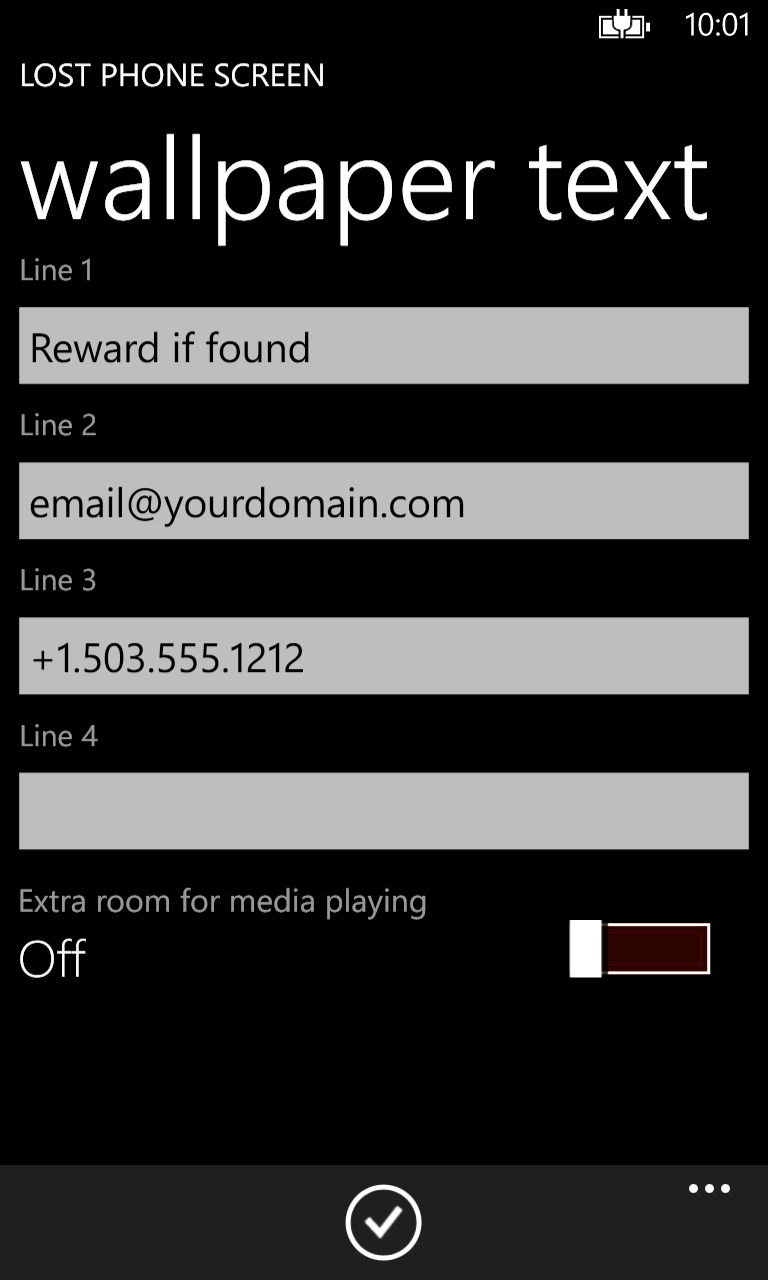 10:01
LOST PHONE SCREEN
wallpaper text
Line 1
Reward if found
Line 2
email@yourdomain.com
Line 3
+1.503.555.1212
Line 4
Extra room for media playing
Off